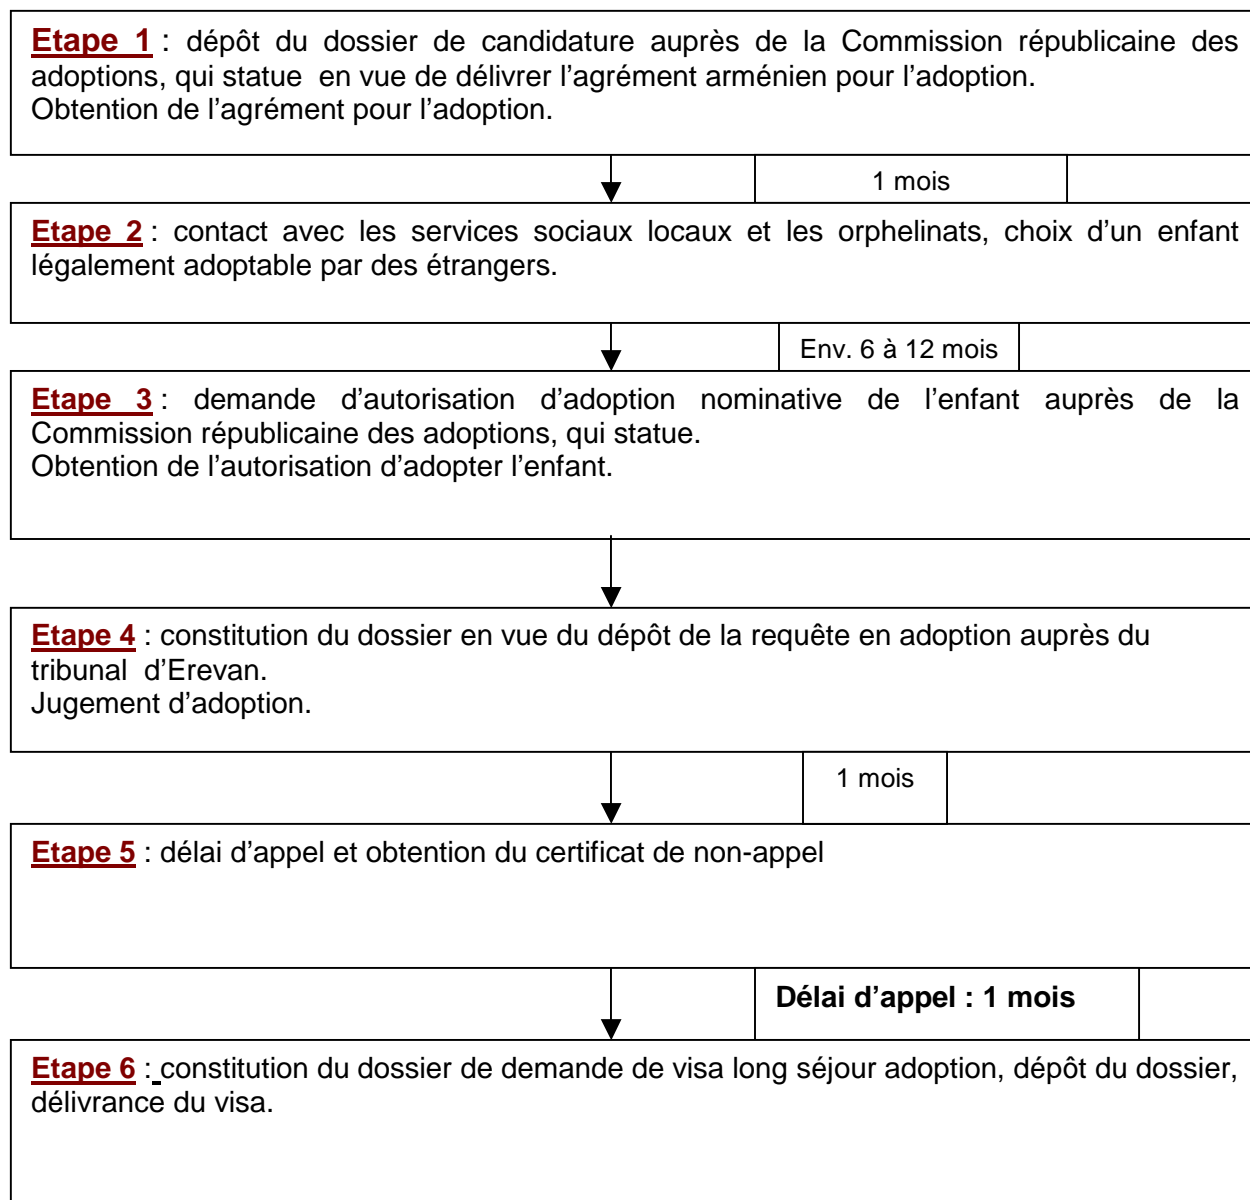 Etape 1 : dépôt du dossier de candidature auprès de la Commission républicaine des
adoptions, qui statue en vue de délivrer l’agrément arménien pour l’adoption.
Obtention de l’agrément pour l’adoption.
1 mois
Etape 2 : contact avec les services sociaux locaux et les orphelinats, choix d’un enfant
légalement adoptable par des étrangers.
Env. 6 à 12 mois
Etape 3 : demande d’autorisation d’adoption nominative de l’enfant auprès de la
Commission républicaine des adoptions, qui statue.
Obtention de l’autorisation d’adopter l’enfant.
Etape 4 : constitution du dossier en vue du dépôt de la requête en adoption auprès du
tribunal d’Erevan.
Jugement d’adoption.
1 mois
Etape 5 : délai d’appel et obtention du certificat de non-appel
Délai d’appel : 1 mois
Etape 6 : constitution du dossier de demande de visa long séjour adoption, dépôt du dossier,
délivrance du visa.